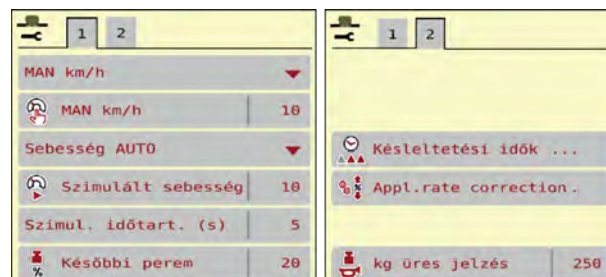 1 2
MAN km/h
MAN km/h 10
Sebesség AUTO
Szimulált sebesség 10
Szimul. időtart. (s) 5
Későbbi perem 20
1 2
Késleltetési idők ...
Appl.rate correction.
kg üres jelzés 250